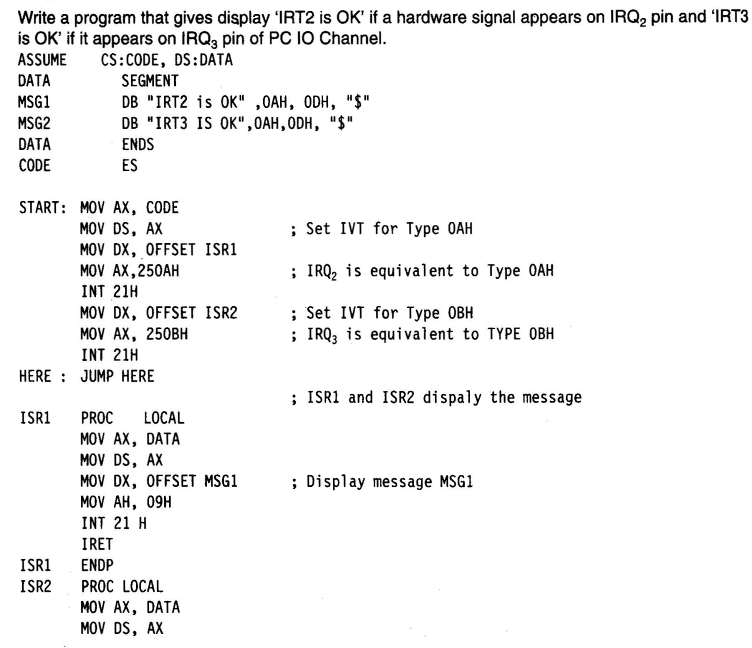 Write a program that gives display 'IRT2 is OK' if a hardware signal appears on IRQ₂ pin and 'IRT3
is OK' if it appears on IRQ₃ pin of PC IO Channel.
ASSUME CS:CODE, DS:DATA
DATA SEGMENT
MSG1 DB "IRT2 is OK" ,0AH, 0DH, "$"
MSG2 DB "IRT3 IS OK",0AH,0DH, "$"
DATA ENDS
CODE ES
START: MOV AX, CODE
MOV DS, AX ; Set IVT for Type 0AH
MOV DX, OFFSET ISR1
MOV AX,250AH ; IRQ₂ is equivalent to Type 0AH
INT 21H
MOV DX, OFFSET ISR2 ; Set IVT for Type 0BH
MOV AX, 250BH ; IRQ₃ is equivalent to TYPE 0BH
INT 21H
HERE : JUMP HERE
; ISR1 and ISR2 dispaly the message
ISR1 PROC LOCAL
MOV AX, DATA
MOV DS, AX
MOV DX, OFFSET MSG1 ; Display message MSG1
MOV AH, 09H
INT 21 H
IRET
ISR1 ENDP
ISR2 PROC LOCAL
MOV AX, DATA
MOV DS, AX